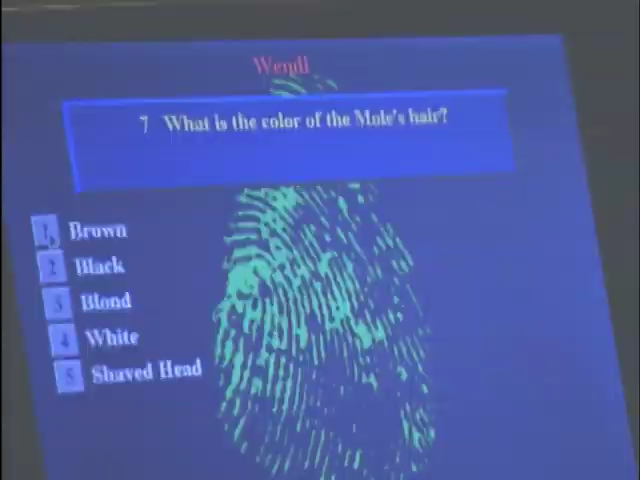 Wendl
7 What is the color of the Mole's hair?
1 Brown
2 Black
3 Blond
4 White
5 Shaved Head